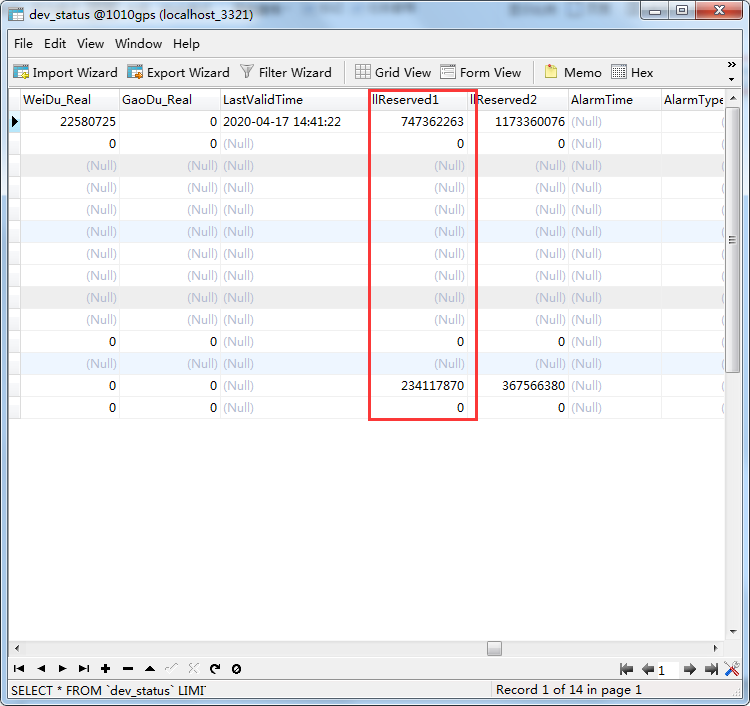 dev_status @1010gps (localhost_3321)
File Edit View Window Help
Import Wizard Export Wizard Filter Wizard Grid View Form View Memo Hex
WeiDu_Real GaoDu_Real LastValidTime llReserved1 llReserved2 AlarmTime AlarmType
22580725 0 2020-04-17 14:41:22 747362263 1173360076 (Null)
0 0 (Null) 0 0 (Null)
(Null) (Null) (Null) (Null) (Null) (Null)
(Null) (Null) (Null) (Null) (Null) (Null)
(Null) (Null) (Null) (Null) (Null) (Null)
(Null) (Null) (Null) (Null) (Null) (Null)
(Null) (Null) (Null) (Null) (Null) (Null)
(Null) (Null) (Null) (Null) (Null) (Null)
(Null) (Null) (Null) (Null) (Null) (Null)
(Null) (Null) (Null) (Null) (Null) (Null)
0 0 (Null) 0 0 (Null)
(Null) (Null) (Null) (Null) (Null) (Null)
0 0 (Null) 234117870 367566380 (Null)
0 0 (Null) 0 0 (Null)
1
SELECT * FROM `dev_status` LIMI Record 1 of 14 in page 1